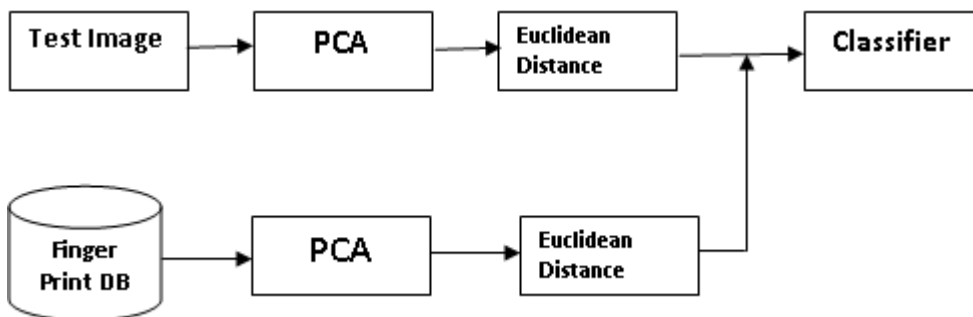 Test Image
PCA
Euclidean
Distance
Classifier
Finger
Print DB
PCA
Euclidean
Distance